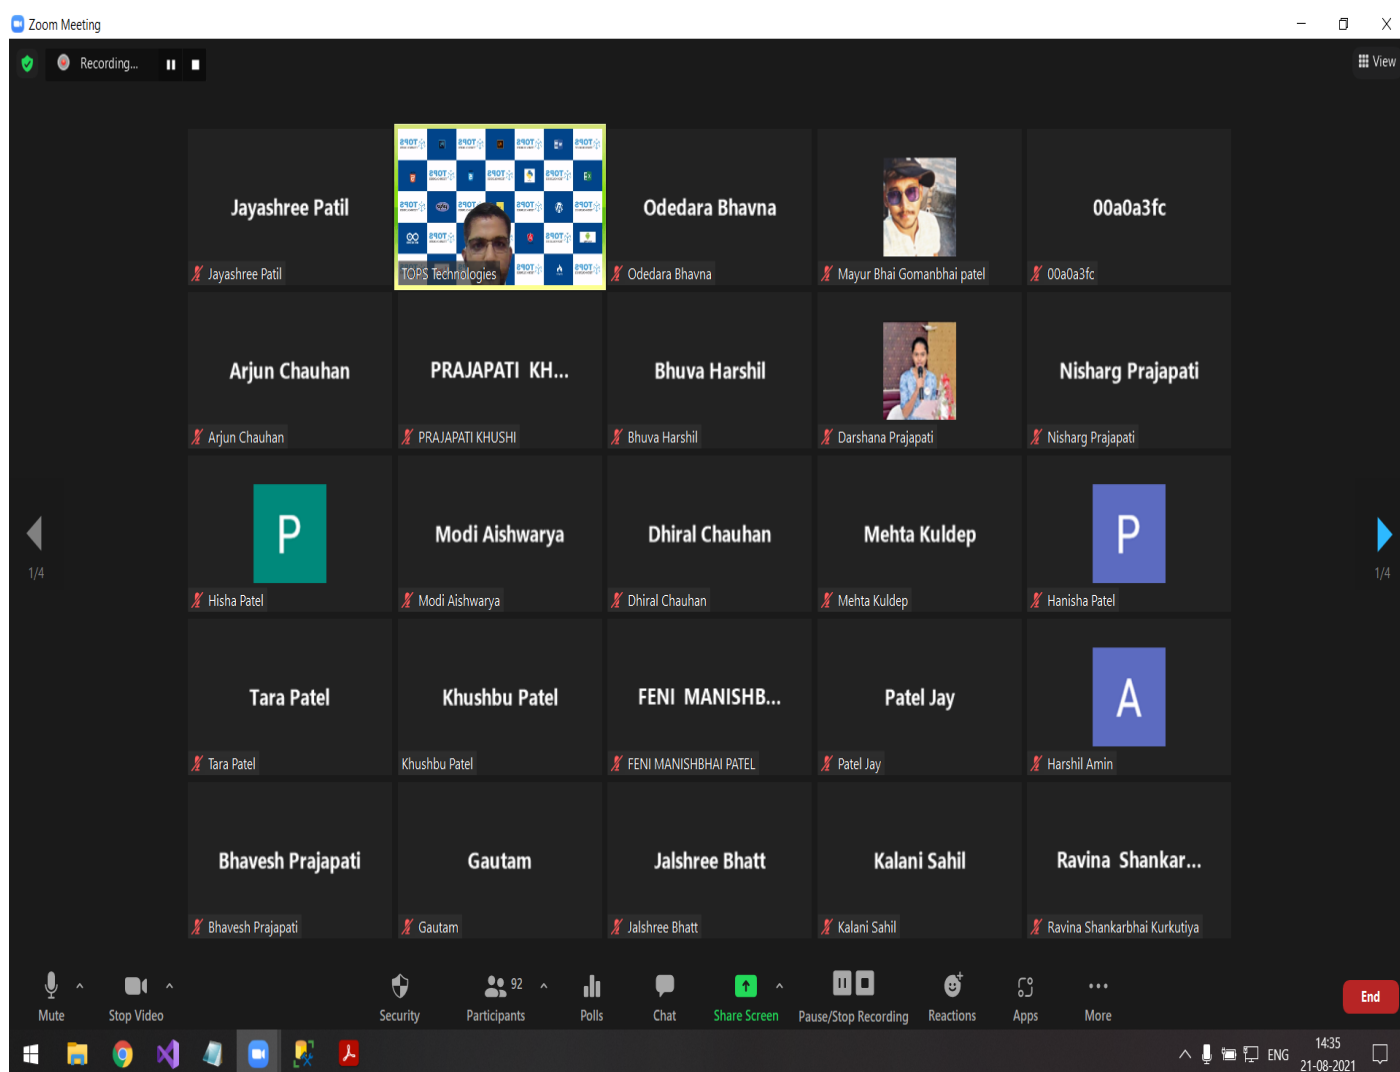 Zoom Meeting
Recording...
View
Jayashree Patil
Jayashree Patil
TOPS Technologies
Odedara Bhavna
Odedara Bhavna
Mayur Bhai Gomanbhai patel
00a0a3fc
00a0a3fc
Arjun Chauhan
Arjun Chauhan
PRAJAPATI KH...
PRAJAPATI KHUSHI
Bhuva Harshil
Bhuva Harshil
Darshana Prajapati
Nisharg Prajapati
Nisharg Prajapati
P
Hisha Patel
Modi Aishwarya
Modi Aishwarya
Dhiral Chauhan
Dhiral Chauhan
Mehta Kuldep
Mehta Kuldep
P
Hanisha Patel
1/4
1/4
Tara Patel
Tara Patel
Khushbu Patel
Khushbu Patel
FENI MANISHB...
FENI MANISHBHAI PATEL
Patel Jay
Patel Jay
A
Harshil Amin
Bhavesh Prajapati
Bhavesh Prajapati
Gautam
Gautam
Jalshree Bhatt
Jalshree Bhatt
Kalani Sahil
Kalani Sahil
Ravina Shankar...
Ravina Shankarbhai Kurkutiya
Mute
Stop Video
Security
92
Participants
Polls
Chat
Share Screen
Pause/Stop Recording
Reactions
Apps
More
End
ENG
14:35
21-08-2021